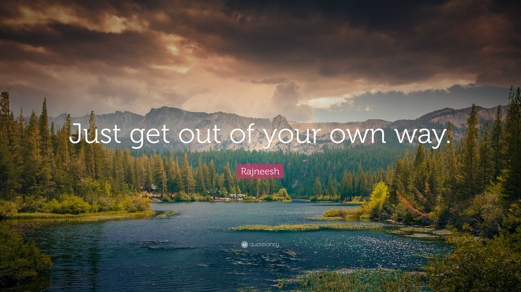 Just get out of your own way.
Rajneesh
quotefancy